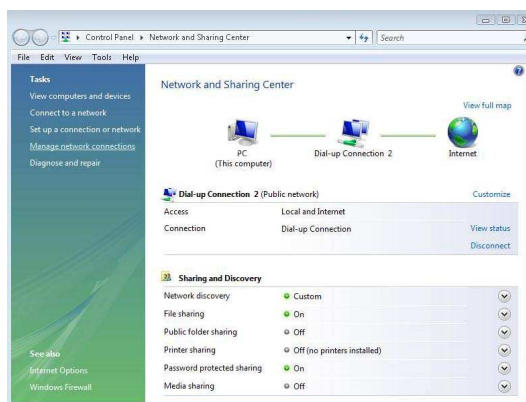 Control Panel ▸ Network and Sharing Center
Search
File Edit View Tools Help
Tasks
View computers and devices
Connect to a network
Set up a connection or network
Manage network connections
Diagnose and repair
See also
Internet Options
Windows Firewall
Network and Sharing Center
View full map
PC
(This computer)
Dial-up Connection 2
Internet
Dial-up Connection 2 (Public network) Customize
Access Local and Internet
Connection Dial-up Connection View status
Disconnect
Sharing and Discovery
Network discovery Custom
File sharing On
Public folder sharing Off
Printer sharing Off (no printers installed)
Password protected sharing On
Media sharing Off